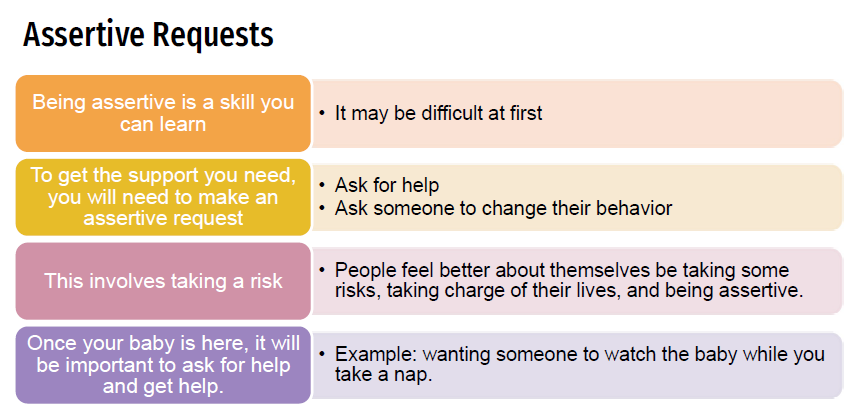 Assertive Requests
Being assertive is a skill you
can learn
• It may be difficult at first
To get the support you need,
you will need to make an
assertive request
• Ask for help
• Ask someone to change their behavior
This involves taking a risk
• People feel better about themselves be taking some
risks, taking charge of their lives, and being assertive.
Once your baby is here, it will
be important to ask for help
and get help.
• Example: wanting someone to watch the baby while you
take a nap.